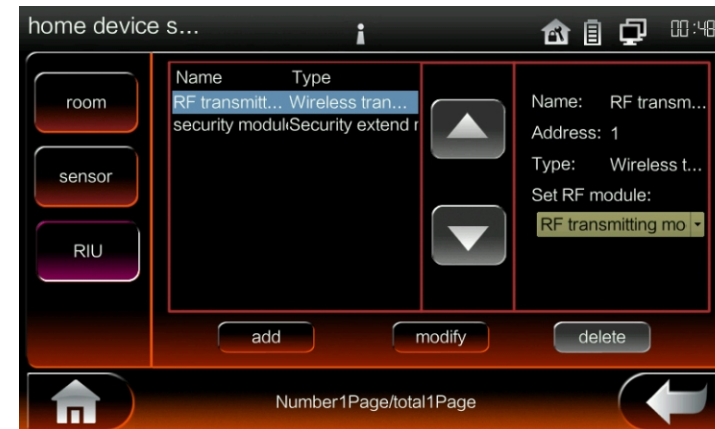 home device s... 00:48
room
sensor
RIU
Name Type
RF transmitt... Wireless tran...
security modul Security extend r
Name: RF transm...
Address: 1
Type: Wireless t...
Set RF module:
RF transmitting mo
add modify delete
Number1Page/total1Page